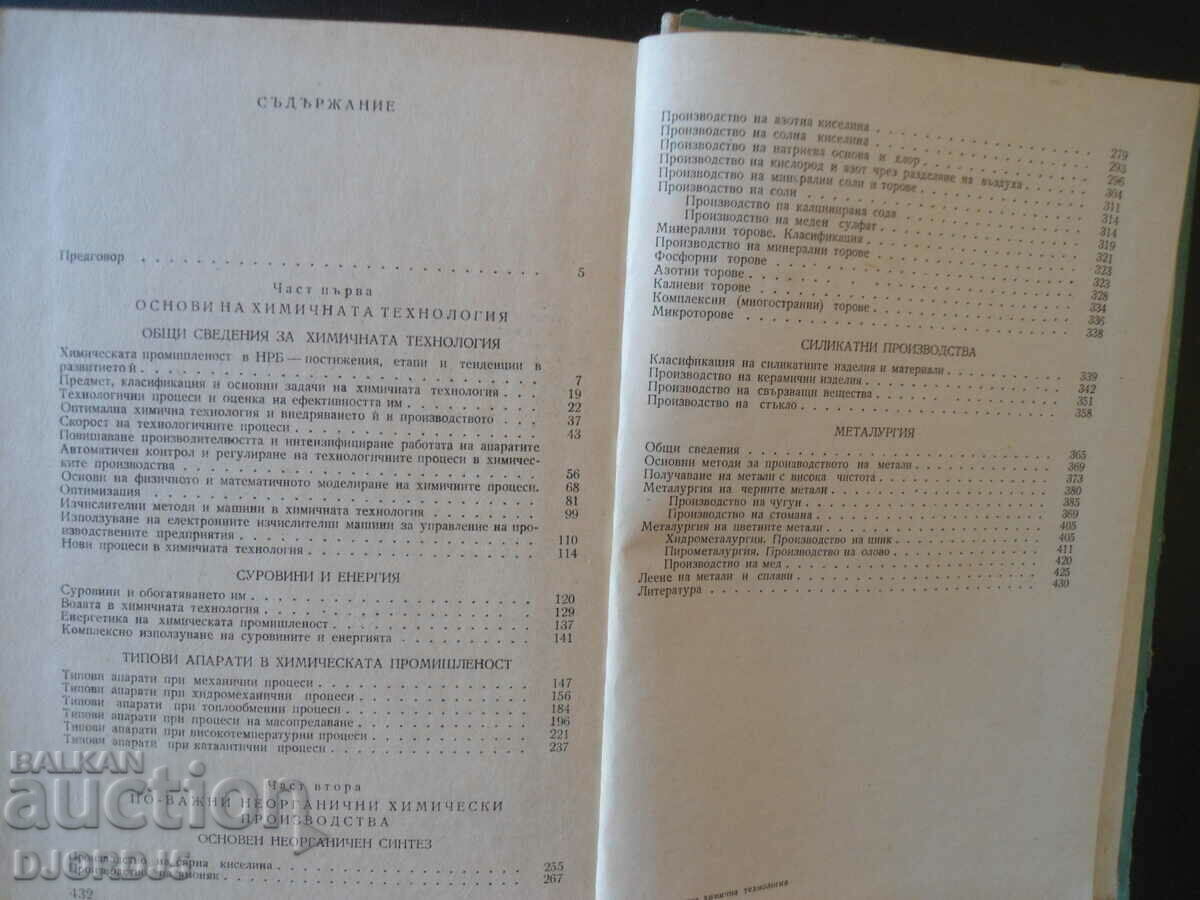 СЪДЪРЖАНИЕ
Предговор 5
Част първа
ОСНОВИ НА ХИМИЧНАТА ТЕХНОЛОГИЯ
ОБЩИ СВЕДЕНИЯ ЗА ХИМИЧНАТА ТЕХНОЛОГИЯ
Химическата промишленост в НРБ — постижения, етапи и тенденции в
развитието ѝ 7
Предмет, класификация и основни задачи на химичната технология 19
Технологични процеси и оценка на ефективността им 22
Оптимална химична технология и внедряването ѝ в производството 37
Скорост на технологичните процеси 43
Повишаване производителността и интензифициране работата на апаратите
Автоматичен контрол и регулиране на технологичните процеси в химичес-
ките производства 56
Основи на физичното и математичното моделиране на химичните процеси. 68
Оптимизация 81
Изчислителни методи и машини в химичната технология 99
Използуване на електронните изчислителни машини за управление на про-
изводствените предприятия 110
Нови процеси в химичната технология 114
СУРОВИНИ И ЕНЕРГИЯ
Суровини и обогатяването им 120
Водата в химичната технология 129
Енергетика на химическата промишленост 137
Комплексно използуване на суровините и енергията 141
ТИПОВИ АПАРАТИ В ХИМИЧЕСКАТА ПРОМИШЛЕНОСТ
Типови апарати при механични процеси 147
Типови апарати при хидромеханични процеси 156
Типови апарати при топлообменни процеси 184
Типови апарати при процеси на масопредаване 196
Типови апарати при високотемпературни процеси 221
Типови апарати при каталитични процеси 237
Част втора
ПО-ВАЖНИ НЕОРГАНИЧНИ ХИМИЧЕСКИ
ПРОИЗВОДСТВА
ОСНОВЕН НЕОРГАНИЧЕН СИНТЕЗ
Производство на сярна киселина 255
Производство на амоняк 267
432
Производство на азотна киселина 279
Производство на солна киселина 293
Производство на натриева основа и хлор 296
Производство на кислород и азот чрез разделяне на въздуха 304
Производство на минерални соли и торове 311
Производство на соли 314
Производство на калцинирана сода 314
Производство на меден сулфат 319
Минерални торове. Класификация 321
Производство на минерални торове 323
Фосфорни торове 323
Азотни торове 328
Калиеви торове 334
Комплексни (многостранни) торове 336
Микроторове 338
СИЛИКАТНИ ПРОИЗВОДСТВА
Класификация на силикатните изделия и материали 339
Производство на керамични изделия 342
Производство на свързващи вещества 351
Производство на стъкло 358
МЕТАЛУРГИЯ
Общи сведения 365
Основни методи за производството на метали 369
Получаване на метали с висока чистота 373
Металургия на черните метали 380
Производство на чугун 385
Производство на стомана 369
Металургия на цветните метали 405
Хидрометалургия. Производство на цинк 405
Пирометалургия. Производство на олово 411
Производство на мед 420
Леене на метали и сплави 425
Литература 430
химична технология
BALKAN
auction
DJORDJI